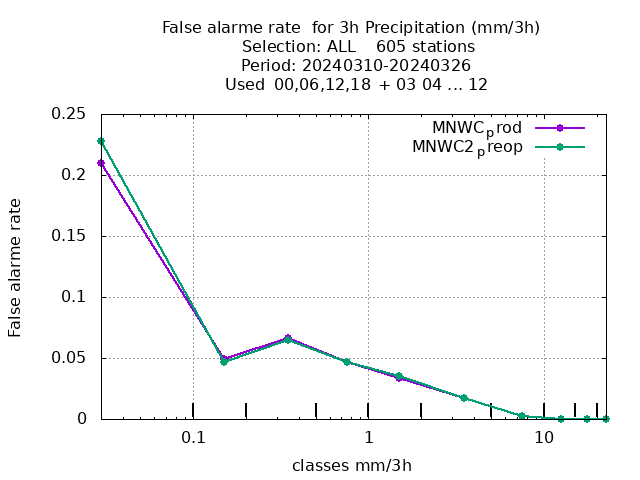 False alarme rate  for 3h Precipitation (mm/3h)
Selection: ALL    605 stations
Period: 20240310-20240326
Used  00,06,12,18 + 03 04 ... 12
MNWCprod
MNWC2preop
0.25
0.2
0.15
0.1
0.05
0
False alarme rate
0.1 1 10
classes mm/3h